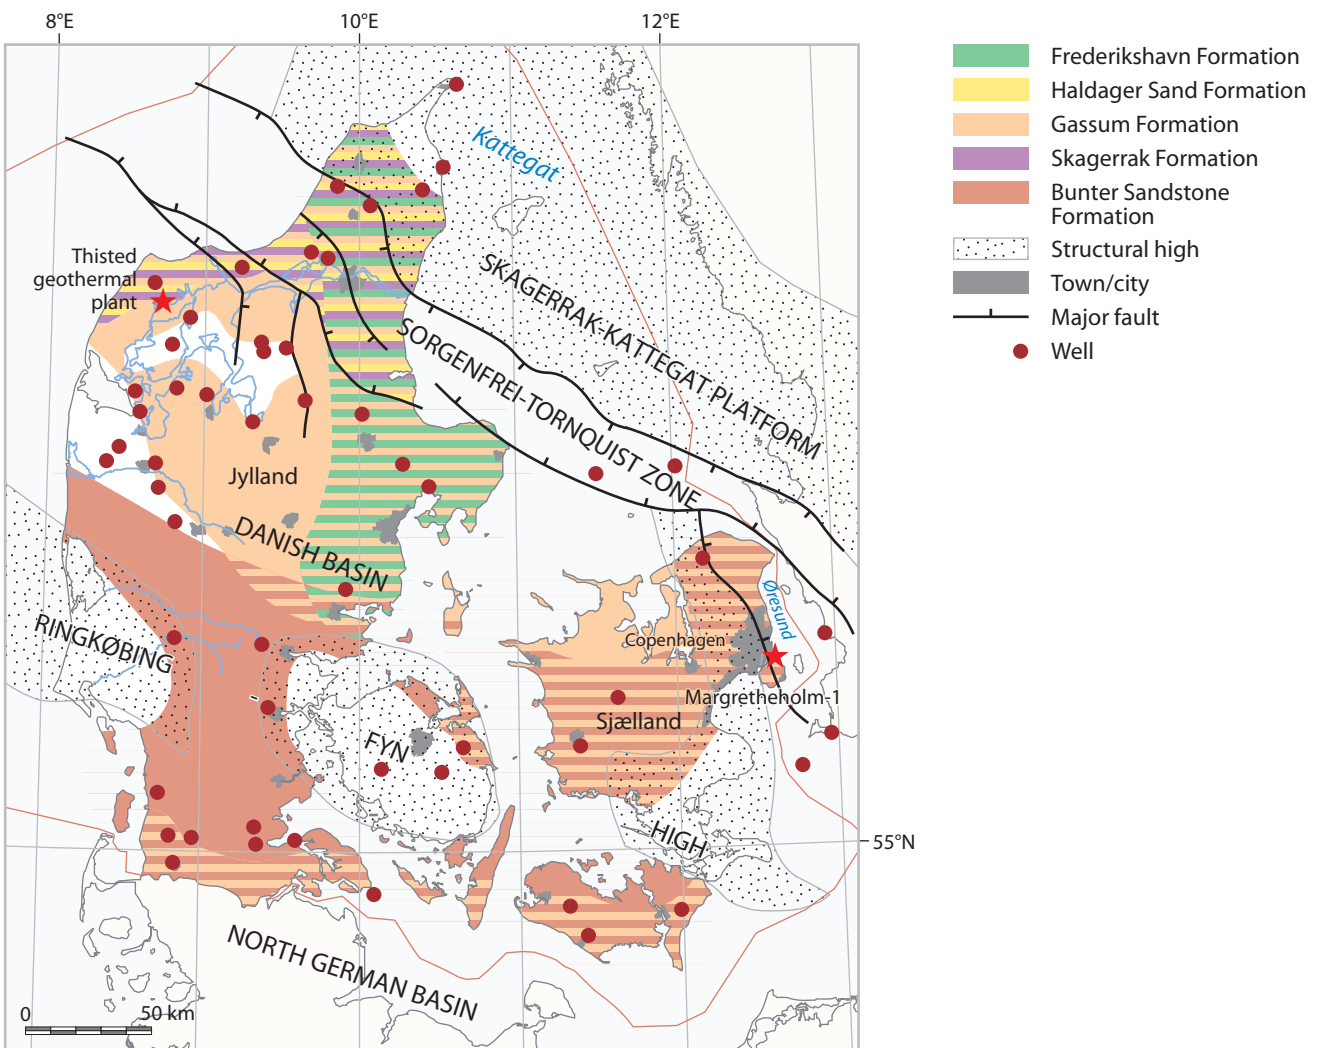 8°E
10°E
12°E
Frederikshavn Formation
Haldager Sand Formation
Gassum Formation
Skagerrak Formation
Bunter Sandstone
Formation
Structural high
Town/city
Major fault
Well
Kattegat
Thisted
geothermal
plant
SKAGERRAK-KATTEGAT PLATFORM
SORGENFREI-TORNQUIST ZONE
Jylland
DANISH BASIN
Øresund
RINGKØBING
Copenhagen
Margretheholm-1
Sjælland
FYN
HIGH
55°N
NORTH GERMAN BASIN
0
50 km